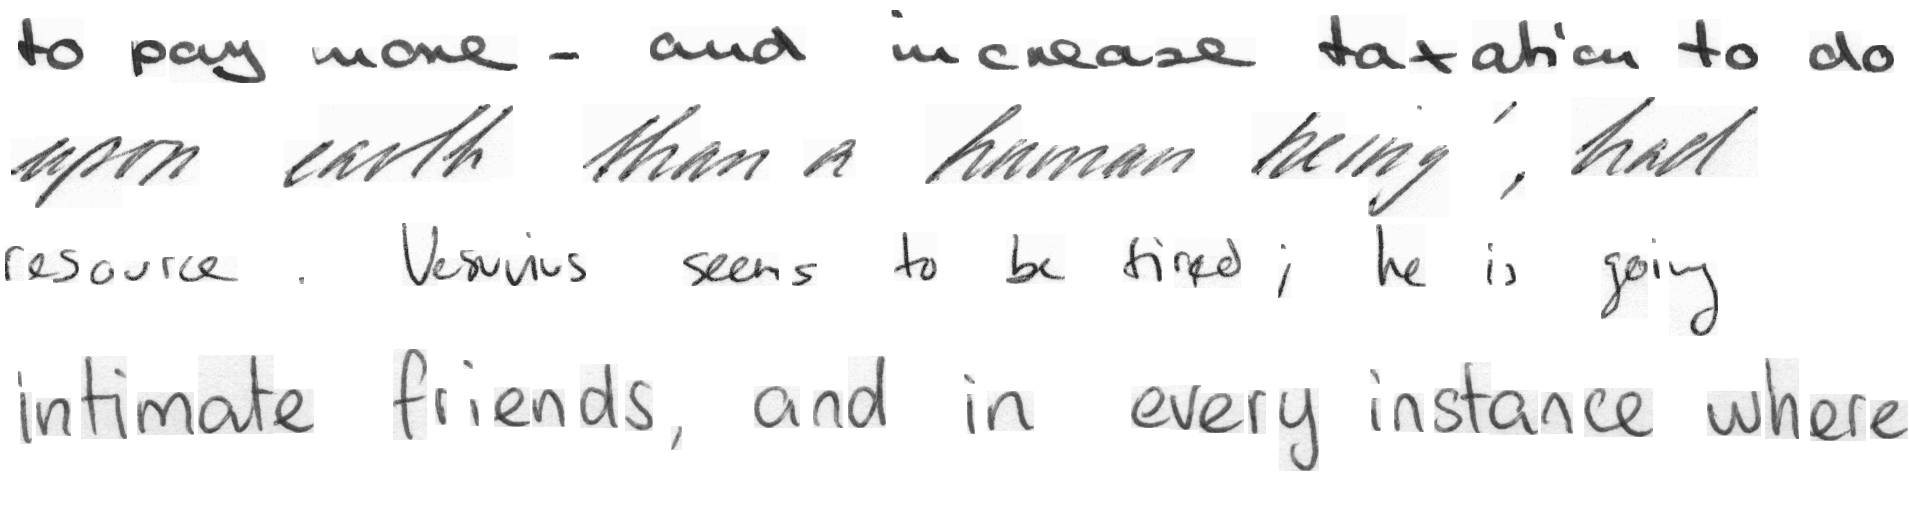 to pay more - and increase taxation to do
upon earth than a human being', had
resource. Vesuvius seems to be tired; he is going
intimate friends, and in every instance where